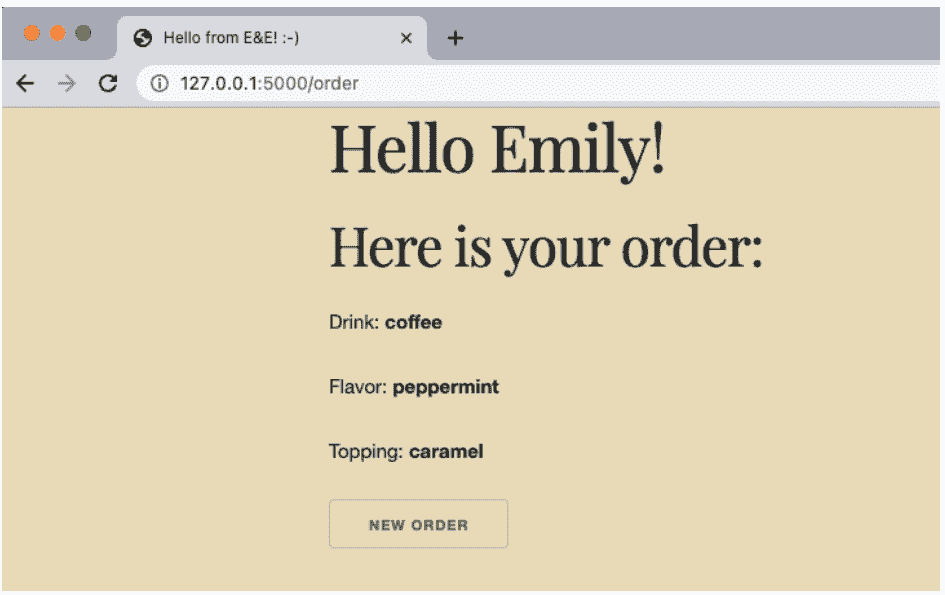 Hello from E&E! :-)
127.0.0.1:5000/order
Hello Emily!
Here is your order:
Drink: coffee
Flavor: peppermint
Topping: caramel
NEW ORDER